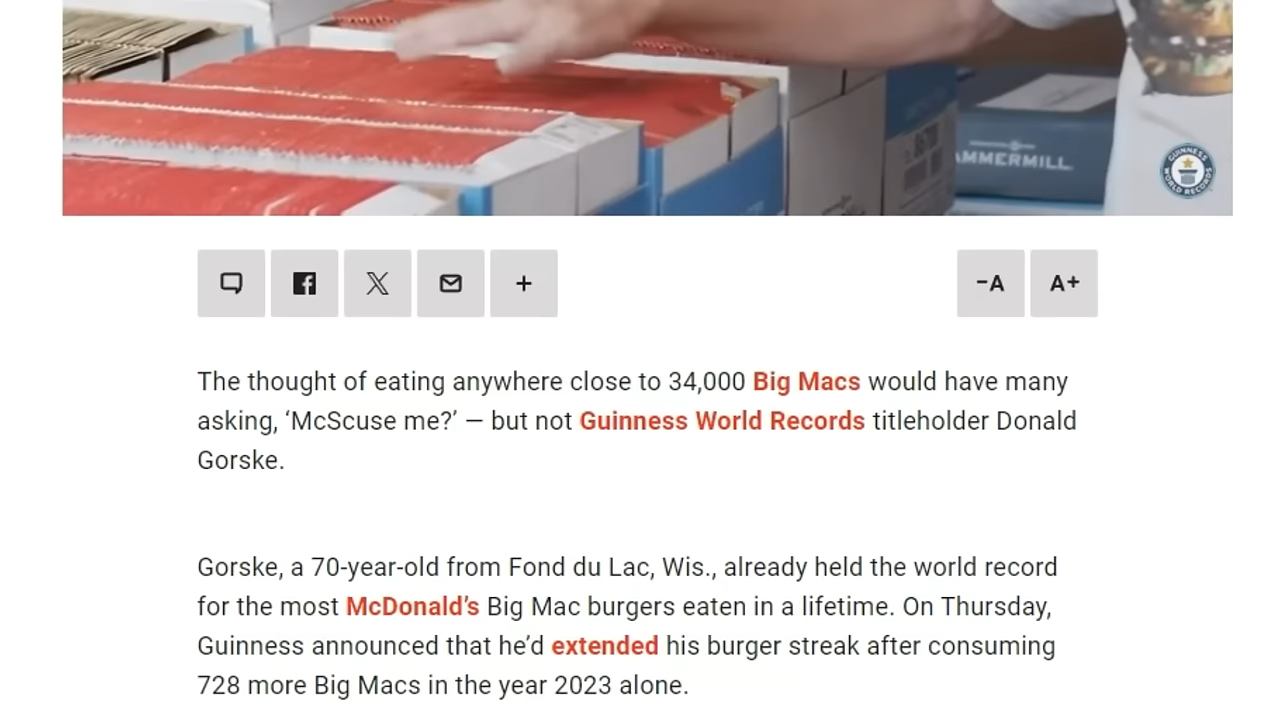 AMMERMILL
GUINNESS
WORLD RECORDS
-A
A+
The thought of eating anywhere close to 34,000 Big Macs would have many
asking, ‘McScuse me?’ — but not Guinness World Records titleholder Donald
Gorske.
Gorske, a 70-year-old from Fond du Lac, Wis., already held the world record
for the most McDonald’s Big Mac burgers eaten in a lifetime. On Thursday,
Guinness announced that he’d extended his burger streak after consuming
728 more Big Macs in the year 2023 alone.